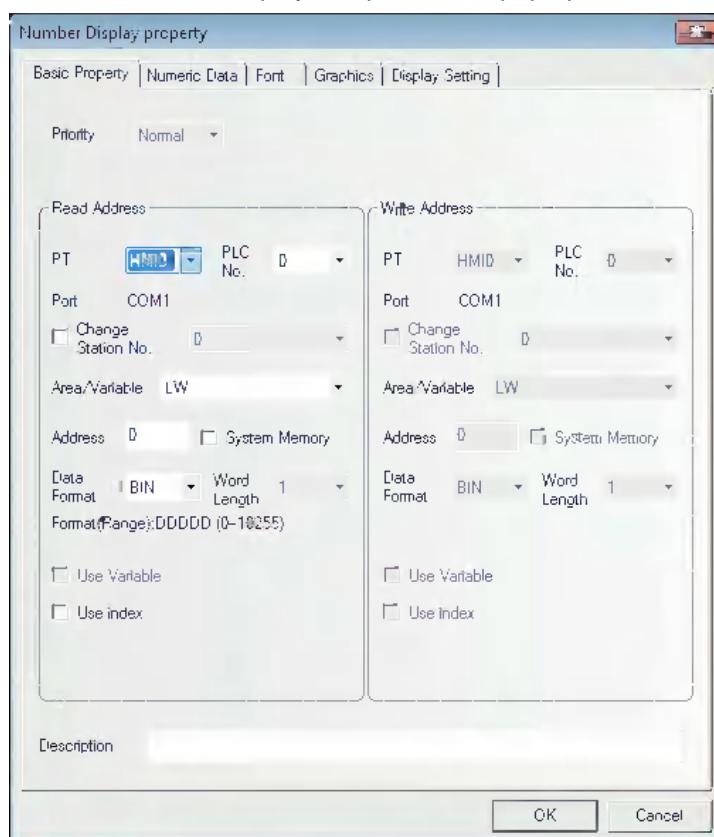 Number Display property
Basic Property Numeric Data Font Graphics Display Setting
Priority Normal
Read Address
PT HMI0 PLC No. 0
Port COM1
Change Station No. 0
Area/Variable LW
Address 0 System Memory
Data Format BIN Word Length 1
Format(Range):DDDDD (0~10255)
Use Variable
Use index
Write Address
PT HMI0 PLC No. 0
Port COM1
Change Station No. 0
Area/Variable LW
Address 0 System Memory
Data Format BIN Word Length 1
Use Variable
Use Index
Description
OK Cancel